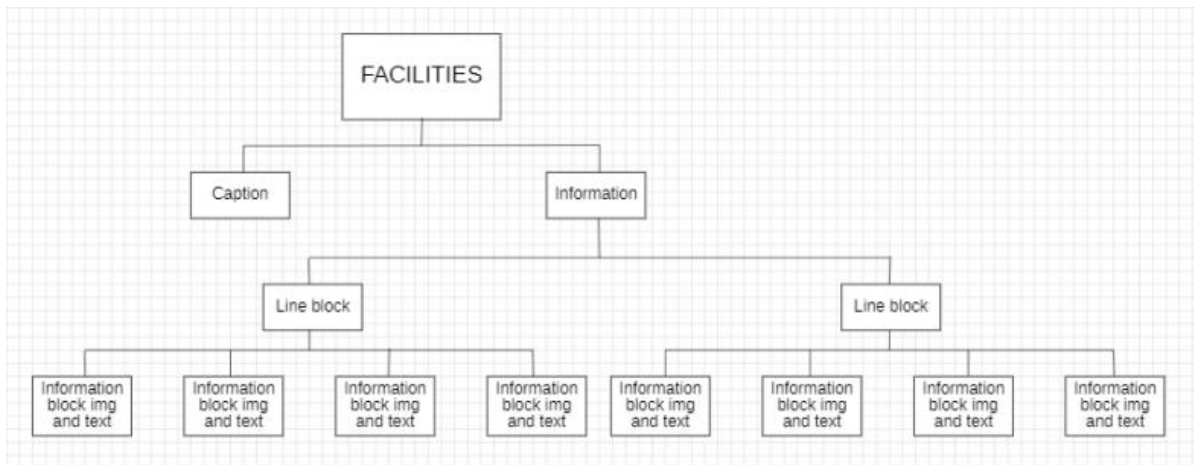 FACILITIES
Caption
Information
Line block
Line block
Information
block img
and text
Information
block img
and text
Information
block img
and text
Information
block img
and text
Information
block img
and text
Information
block img
and text
Information
block img
and text
Information
block img
and text